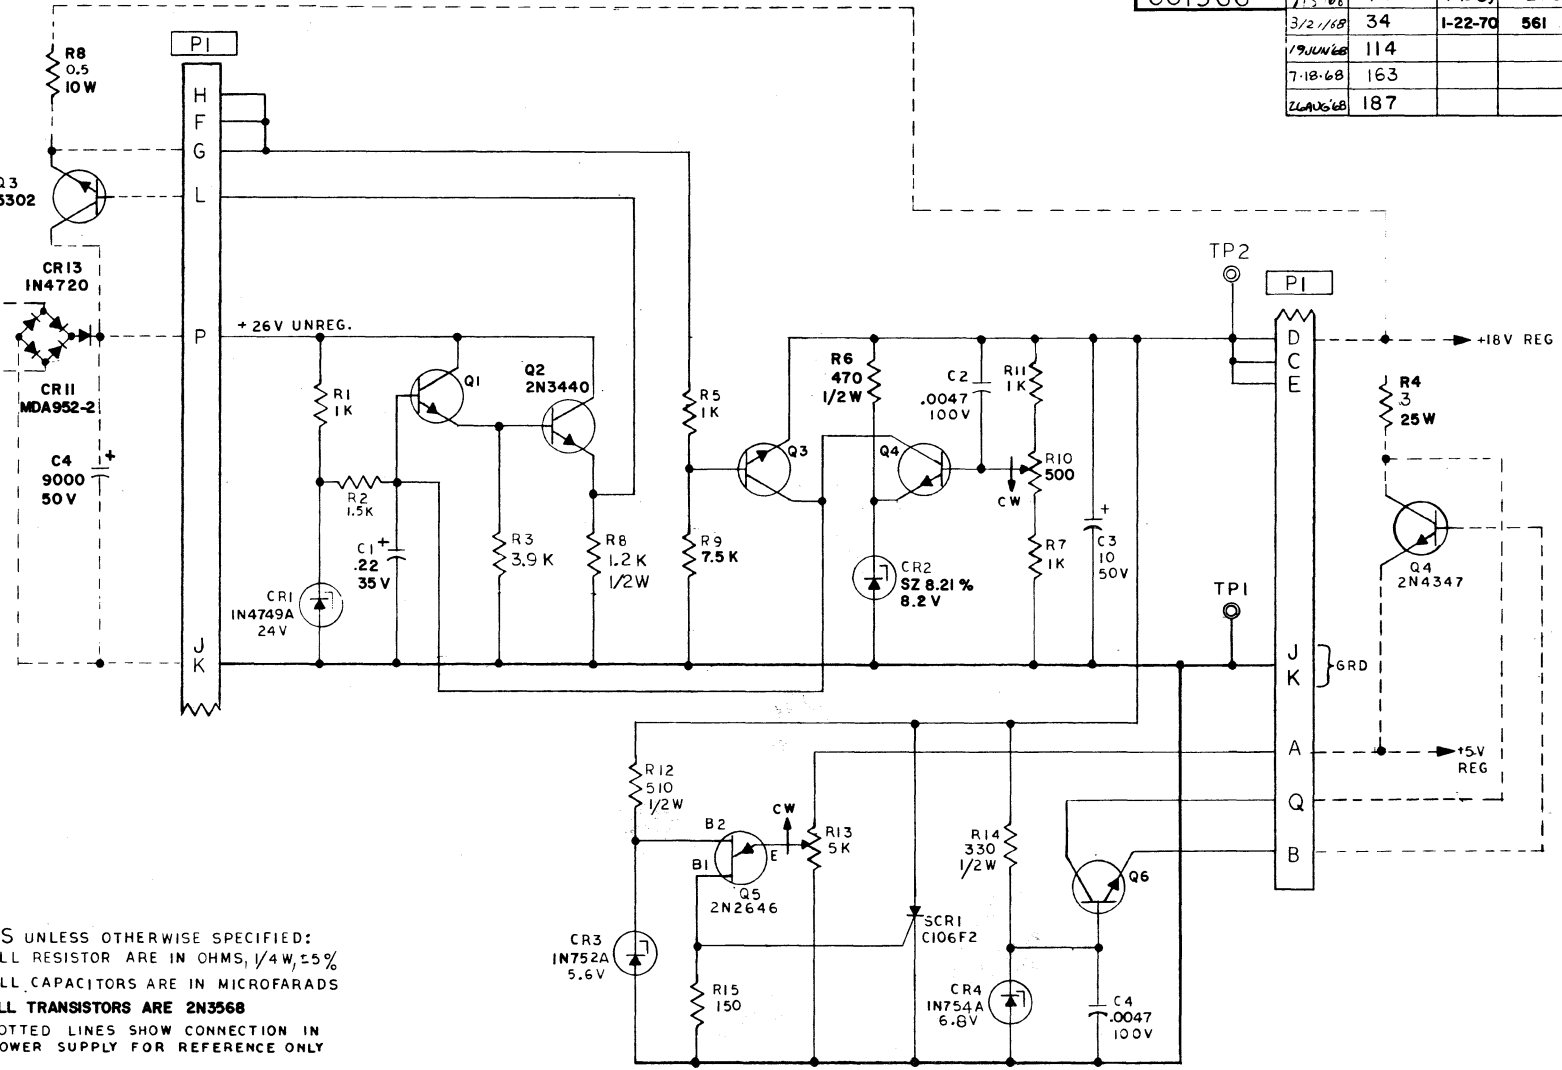 P1
R8
0.5
10W
H
F
G
L
5302
CR13
1N4720
P
+26V UNREG.
CR11
MDA952-2
C4
9000
50V
+
R1
1K
R2
1.5K
C1
+
.22
35V
CR1
1N4749A
24V
Q1
Q2
2N3440
R3
3.9K
R8
1.2K
1/2W
J
K
R5
1K
R9
7.5K
Q3
R6
470
1/2W
Q4
C2
.0047
100V
R11
1K
R10
500
CW
R7
1K
CR2
SZ 8.21%
8.2V
+
C3
10
50V
TP2
TP1
P1
D
C
E
+18V REG
R4
3
25W
Q4
2N4347
J
K
GRD
A
+5V
REG
Q
B
R12
510
1/2W
B2
B1
E
CW
Q5
2N2646
R13
5K
R14
330
1/2W
Q6
SCR1
C106F2
CR3
1N752A
5.6V
R15
150
CR4
1N754A
6.8V
C4
.0047
100V
3/21/68 34 1-22-70 561
19JUN'68 114
7-18-68 163
26AUG'68 187
S UNLESS OTHERWISE SPECIFIED:
LL RESISTOR ARE IN OHMS, 1/4W, ±5%
LL CAPACITORS ARE IN MICROFARADS
LL TRANSISTORS ARE 2N3568
OTTED LINES SHOW CONNECTION IN
OWER SUPPLY FOR REFERENCE ONLY